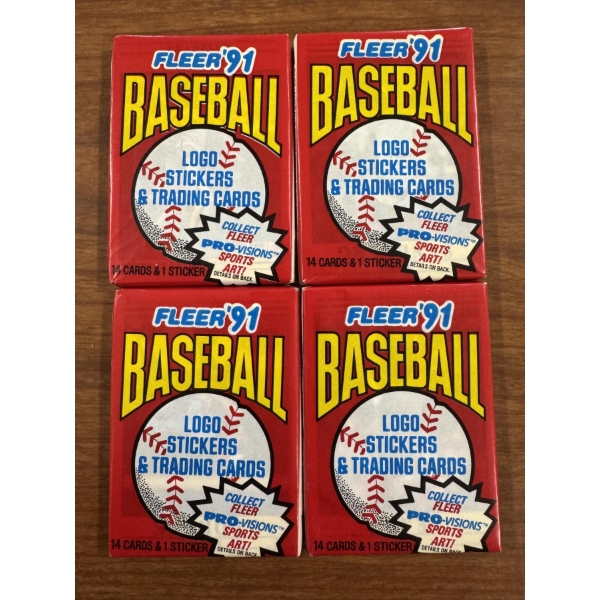 FLEER '91
BASEBALL
LOGO
STICKERS
& TRADING CARDS
COLLECT
FLEER
PRO-VISIONS™
SPORTS
ART!
DETAILS ON BACK
14 CARDS & 1 STICKER
FLEER '91
BASEBALL
LOGO
STICKERS
& TRADING CARDS
COLLECT
FLEER
PRO-VISIONS™
SPORTS
ART!
DETAILS ON BACK
14 CARDS & 1 STICKER
FLEER '91
BASEBALL
LOGO
STICKERS
& TRADING CARDS
COLLECT
FLEER
PRO-VISIONS™
SPORTS
ART!
DETAILS ON BACK
14 CARDS & 1 STICKER
FLEER '91
BASEBALL
LOGO
STICKERS
& TRADING CARDS
COLLECT
FLEER
PRO-VISIONS™
SPORTS
ART!
DETAILS ON BACK
14 CARDS & 1 STICKER